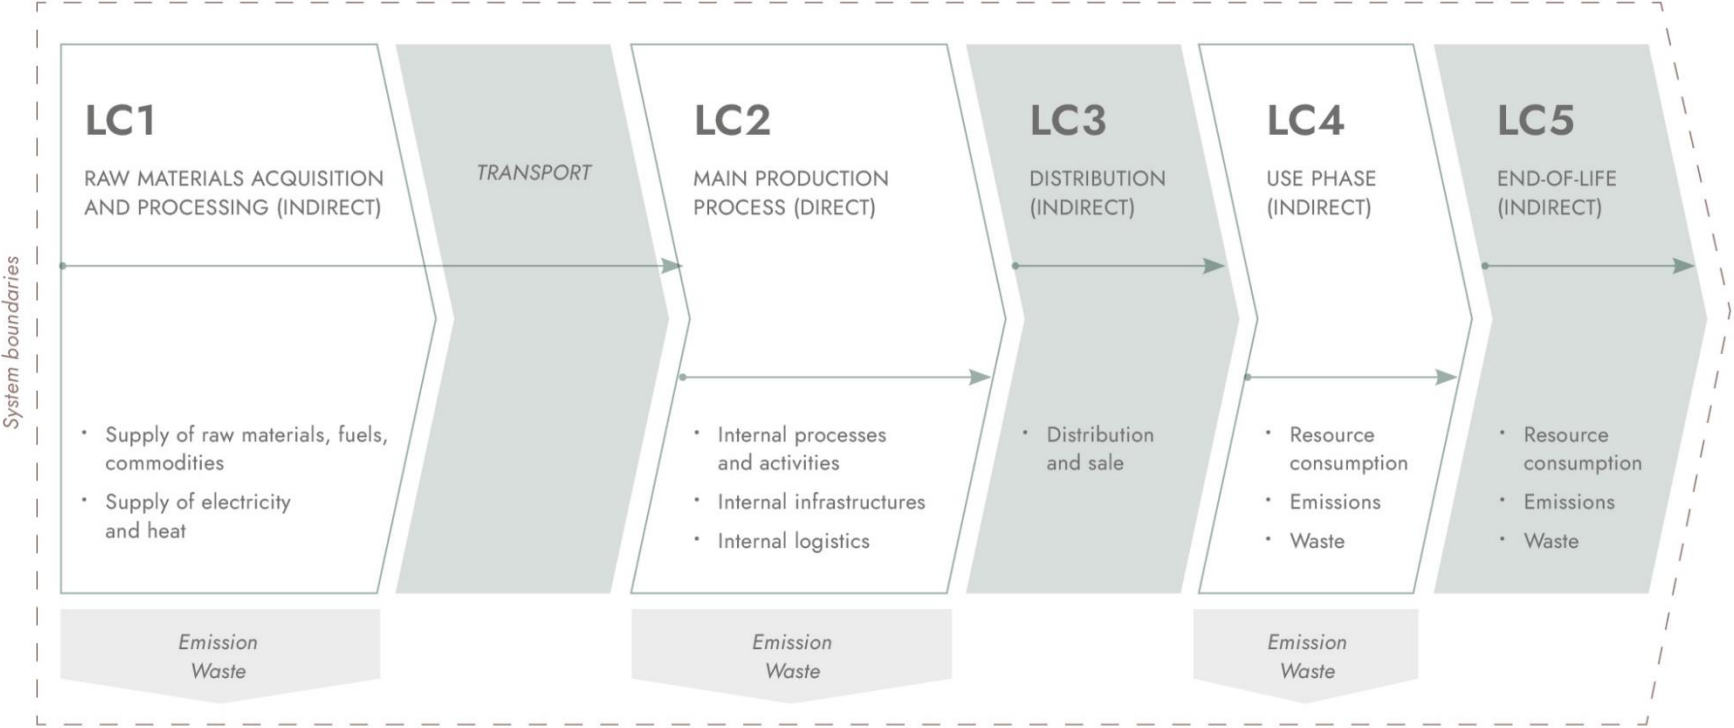 System boundaries
LC1
RAW MATERIALS ACQUISITION
AND PROCESSING (INDIRECT)
• Supply of raw materials, fuels,
commodities
• Supply of electricity
and heat
Emission
Waste
TRANSPORT
LC2
MAIN PRODUCTION
PROCESS (DIRECT)
• Internal processes
and activities
• Internal infrastructures
• Internal logistics
Emission
Waste
LC3
DISTRIBUTION
(INDIRECT)
• Distribution
and sale
LC4
USE PHASE
(INDIRECT)
• Resource
consumption
• Emissions
• Waste
Emission
Waste
LC5
END-OF-LIFE
(INDIRECT)
• Resource
consumption
• Emissions
• Waste